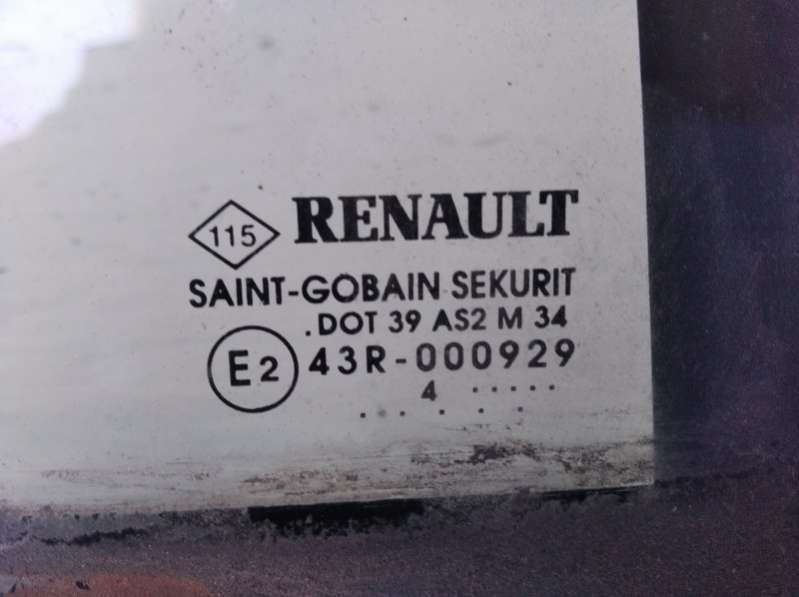 115 RENAULT
SAINT-GOBAIN SEKURIT
.DOT 39 AS2 M 34
E2 43R-000929
4 .....
.. . . . .